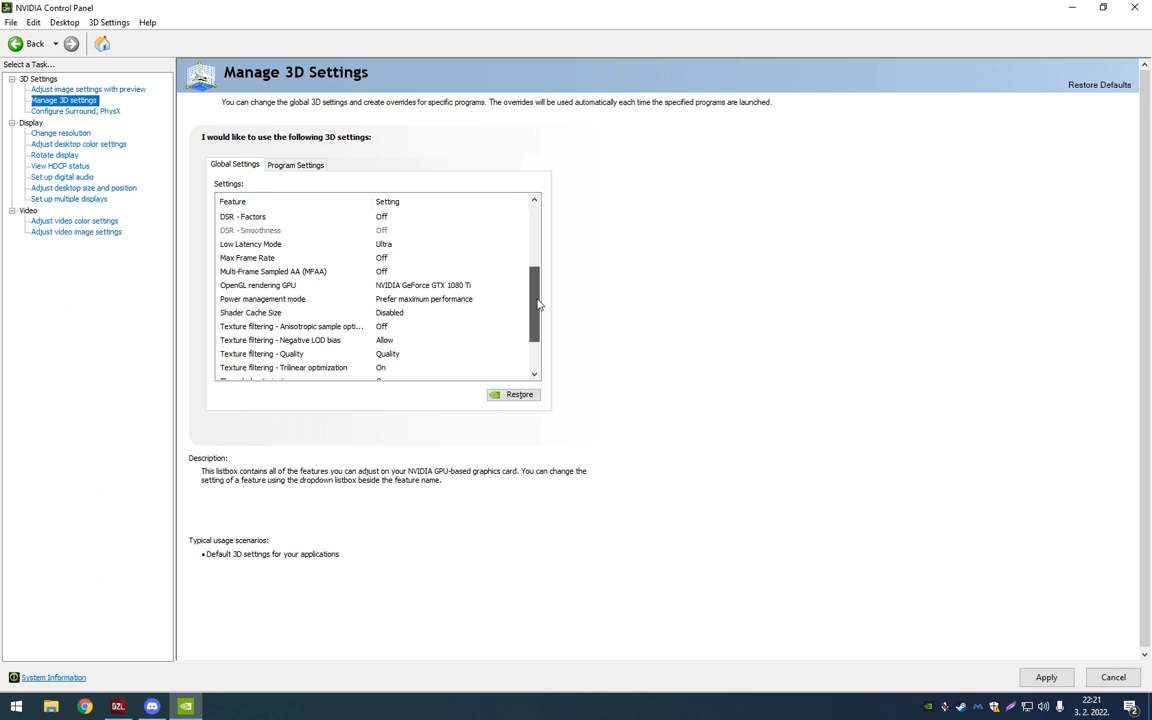 NVIDIA Control Panel
File Edit Desktop 3D Settings Help
Back
Select a Task...
3D Settings
Adjust image settings with preview
Manage 3D settings
Configure Surround, PhysX
Display
Change resolution
Adjust desktop color settings
Rotate display
View HDCP status
Set up digital audio
Adjust desktop size and position
Set up multiple displays
Video
Adjust video color settings
Adjust video image settings
Manage 3D Settings
Restore Defaults
You can change the global 3D settings and create overrides for specific programs. The overrides will be used automatically each time the specified programs are launched.
I would like to use the following 3D settings:
Global Settings Program Settings
Settings:
Feature Setting
DSR - Factors Off
DSR - Smoothness Off
Low Latency Mode Ultra
Max Frame Rate Off
Multi-Frame Sampled AA (MFAA) Off
OpenGL rendering GPU NVIDIA GeForce GTX 1080 Ti
Power management mode Prefer maximum performance
Shader Cache Size Disabled
Texture filtering - Anisotropic sample opti... Off
Texture filtering - Negative LOD bias Allow
Texture filtering - Quality Quality
Texture filtering - Trilinear optimization On
Restore
Description:
This listbox contains all of the features you can adjust on your NVIDIA GPU-based graphics card. You can change the
setting of a feature using the dropdown listbox beside the feature name.
Typical usage scenarios:
• Default 3D settings for your applications
System Information
Apply Cancel
DZL
22:21
3. 2. 2022.
2